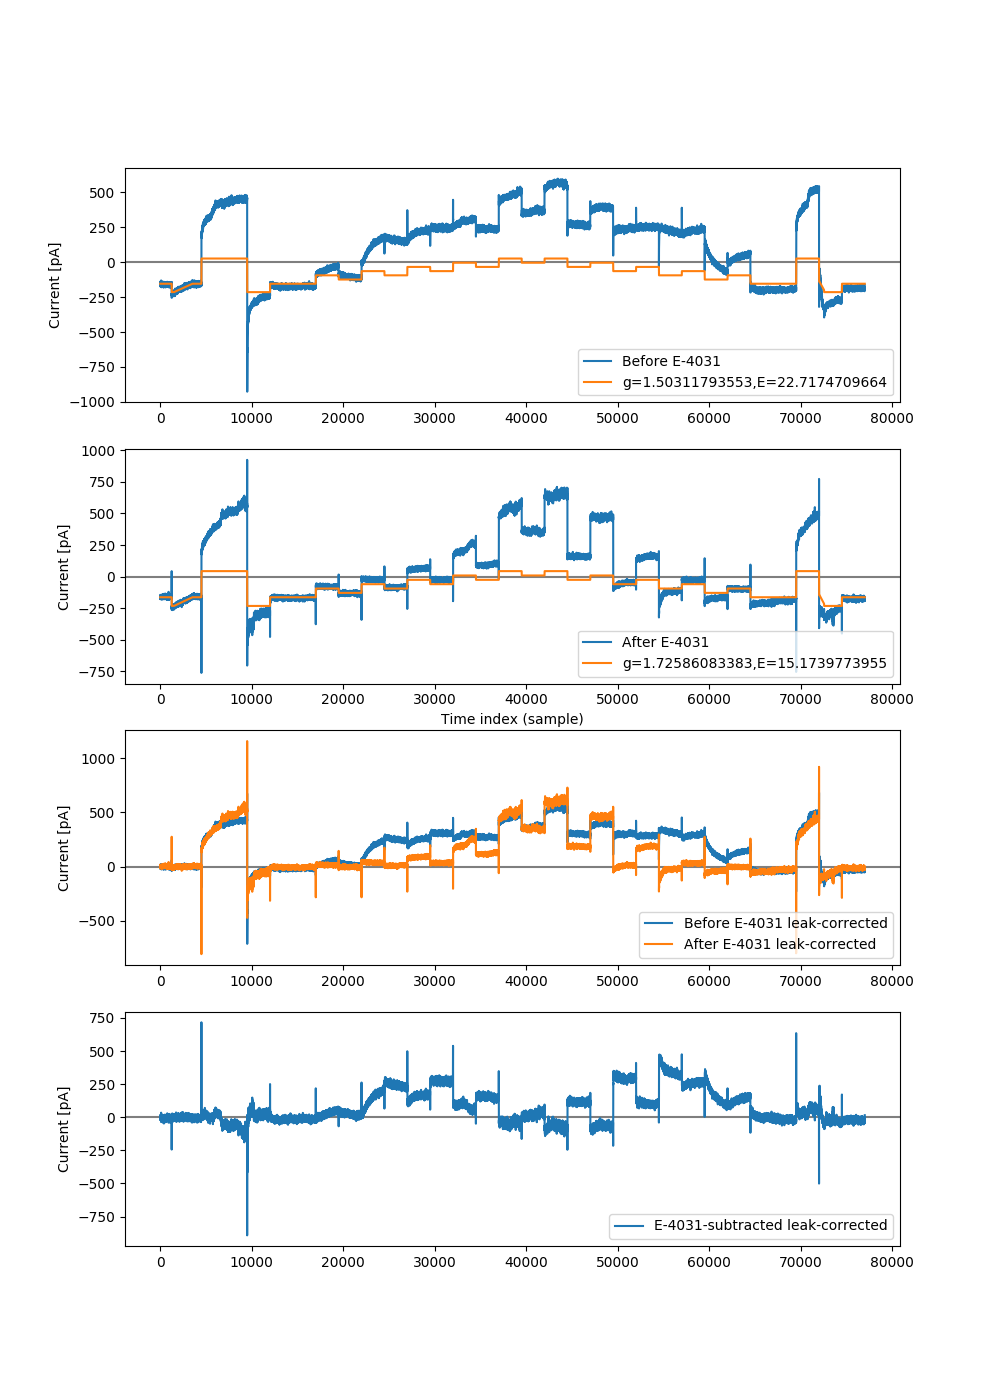 500
250
0
−250
−500
−750
−1000
Current [pA]
Before E-4031
g=1.50311793553,E=22.7174709664
0 10000 20000 30000 40000 50000 60000 70000 80000
1000
750
500
250
0
−250
−500
−750
Current [pA]
After E-4031
g=1.72586083383,E=15.1739773955
0 10000 20000 30000 40000 50000 60000 70000 80000
Time index (sample)
1000
500
0
−500
Current [pA]
Before E-4031 leak-corrected
After E-4031 leak-corrected
0 10000 20000 30000 40000 50000 60000 70000 80000
750
500
250
0
−250
−500
−750
Current [pA]
E-4031-subtracted leak-corrected
0 10000 20000 30000 40000 50000 60000 70000 80000